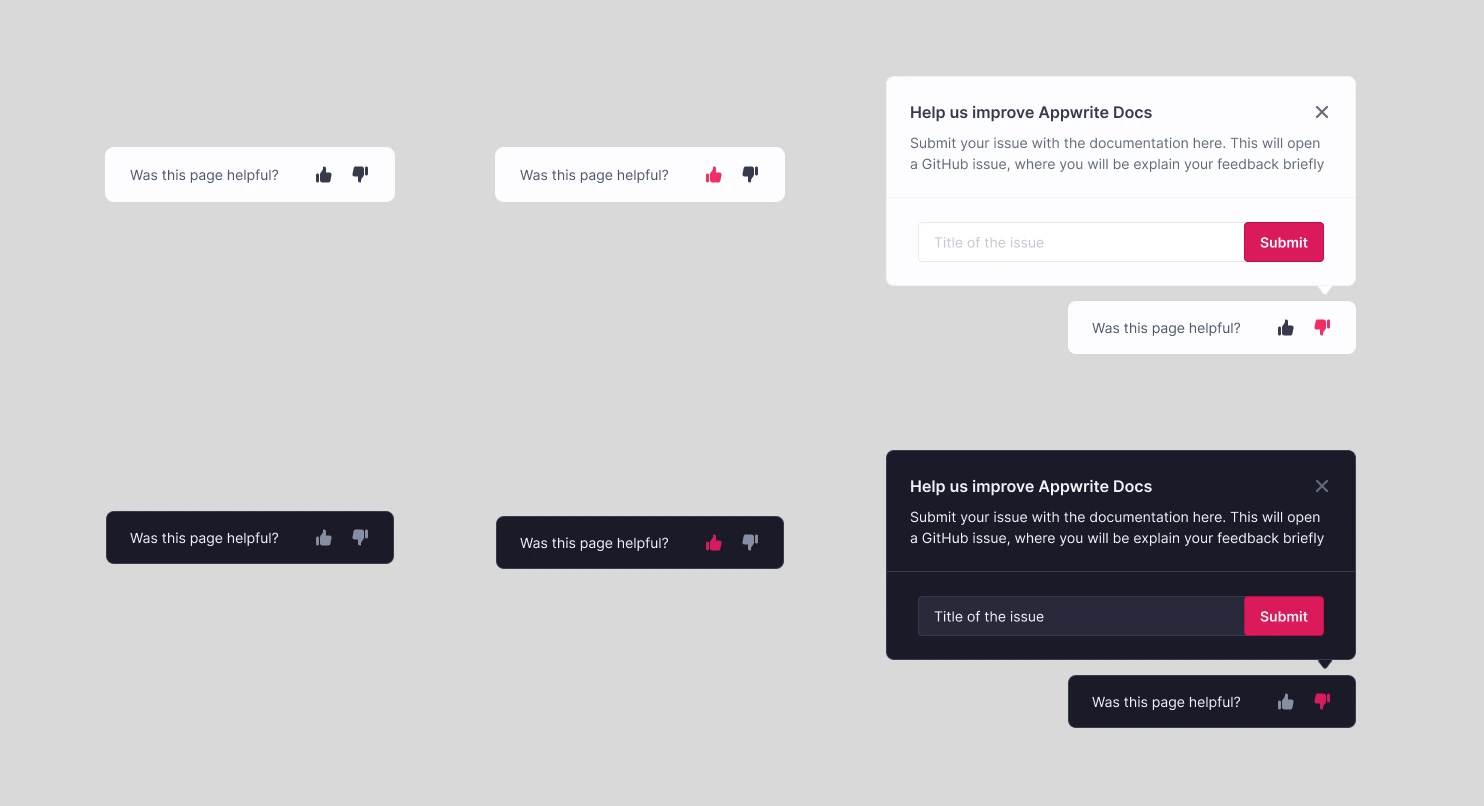 Was this page helpful?
Was this page helpful?
Help us improve Appwrite Docs
Submit your issue with the documentation here. This will open
a GitHub issue, where you will be explain your feedback briefly
Title of the issue
Submit
Was this page helpful?
Was this page helpful?
Was this page helpful?
Help us improve Appwrite Docs
Submit your issue with the documentation here. This will open
a GitHub issue, where you will be explain your feedback briefly
Title of the issue
Submit
Was this page helpful?